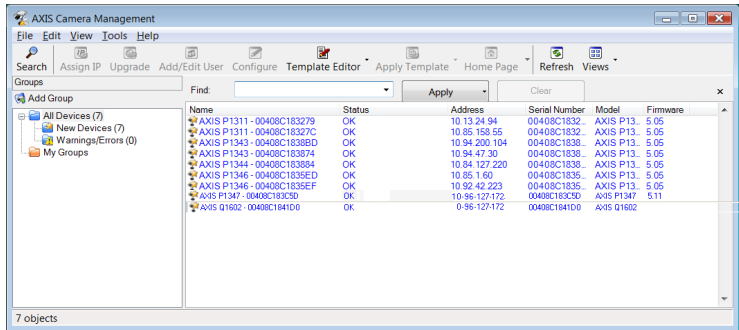 AXIS Camera Management
File Edit View Tools Help
Search Assign IP Upgrade Add/Edit User Configure Template Editor Apply Template Home Page Refresh Views
Groups
Find: Apply Clear x
Add Group
All Devices (7)
New Devices (7)
Warnings/Errors (0)
My Groups
Name Status Address Serial Number Model Firmware
AXIS P1311 - 00408C183279 OK 10.13.24.94 00408C1832... AXIS P13... 5.05
AXIS P1311 - 00408C18327C OK 10.85.158.55 00408C1832... AXIS P13... 5.05
AXIS P1343 - 00408C1838BD OK 10.94.200.104 00408C1838... AXIS P13... 5.05
AXIS P1343 - 00408C183874 OK 10.94.47.30 00408C1838... AXIS P13... 5.05
AXIS P1344 - 00408C183884 OK 10.84.127.220 00408C1838... AXIS P13... 5.05
AXIS P1346 - 00408C1835ED OK 10.85.1.60 00408C1835... AXIS P13... 5.05
AXIS P1346 - 00408C1835EF OK 10.92.42.223 00408C1835... AXIS P13... 5.05
AXIS P1347 - 00408C183C5D OK 10-96-127-172 00408C183C5D AXIS P1347 5.11
AXIS Q1602 - 00408C1841D0 OK 0-96-127-172 00408C1841D0 AXIS Q1602
7 objects